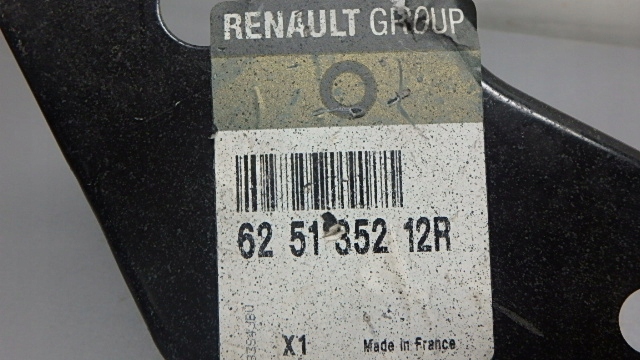 RENAULT GROUP
62 51 352 12R
X1 Made in France